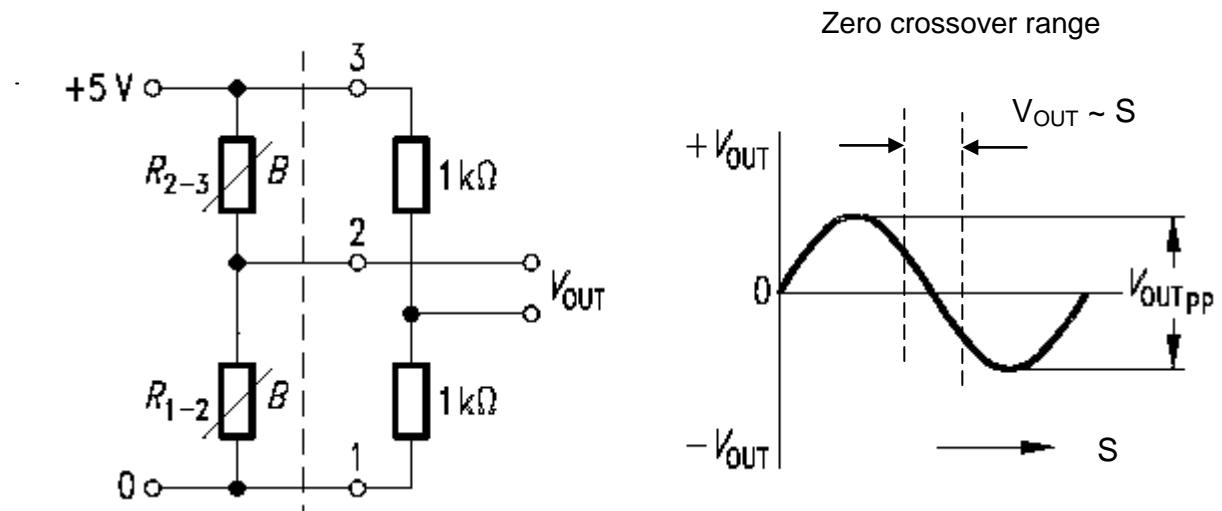 Zero crossover range
+5 V
3
R2-3
B
1 kΩ
2
VOUT
R1-2
B
1 kΩ
0
1
VOUT ~ S
+VOUT
0
VOUTPP
-VOUT
S